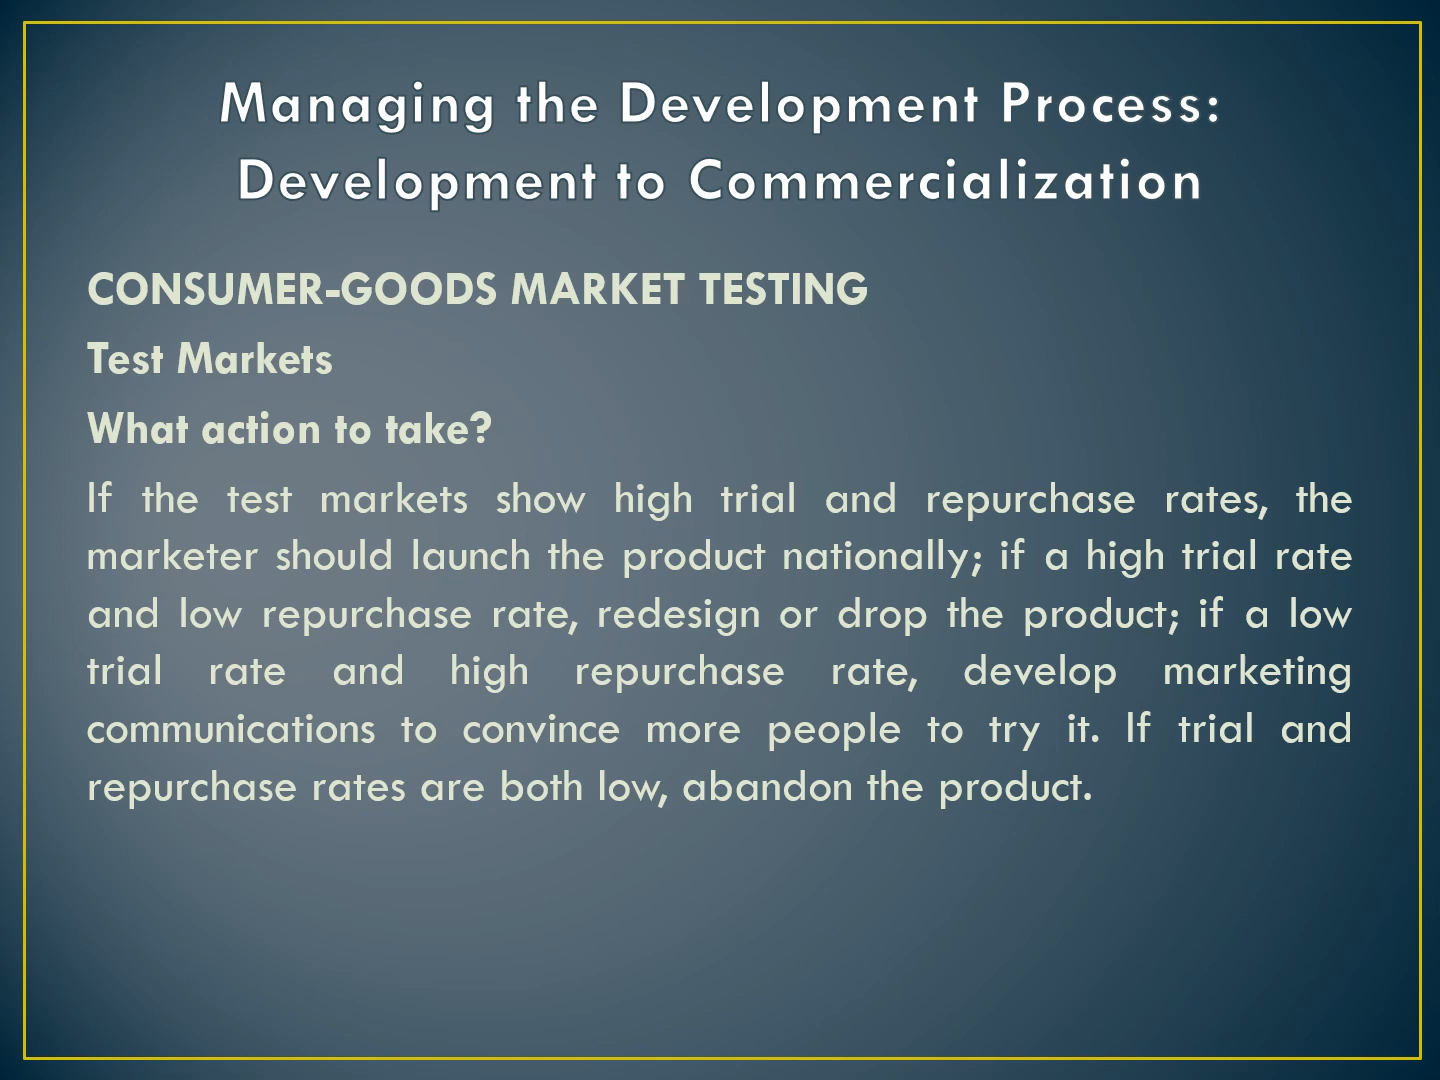 Managing the Development Process:
Development to Commercialization
CONSUMER-GOODS MARKET TESTING
Test Markets
What action to take?
If the test markets show high trial and repurchase rates, the
marketer should launch the product nationally; if a high trial rate
and low repurchase rate, redesign or drop the product; if a low
trial rate and high repurchase rate, develop marketing
communications to convince more people to try it. If trial and
repurchase rates are both low, abandon the product.